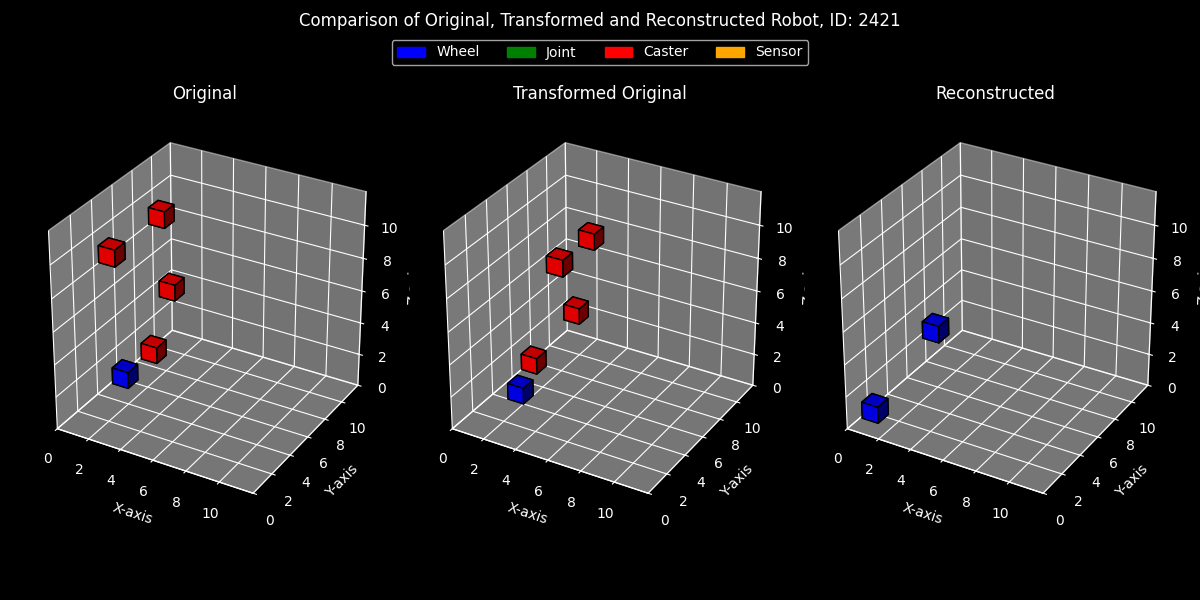 Comparison of Original, Transformed and Reconstructed Robot, ID: 2421
Wheel Joint Caster Sensor
Original Transformed Original Reconstructed
10 10 10
8 8 8
6 6 6
4 4 4
2 2 2
0 0 0
10 10 10
8 8 8
0 2 4 6 8 10 0 2 4 6 0 2 4 6 8 10 0 2 4 6 0 2 4 6 8 10 0 2 4 6
X-axis Y-axis X-axis Y-axis X-axis Y-axis